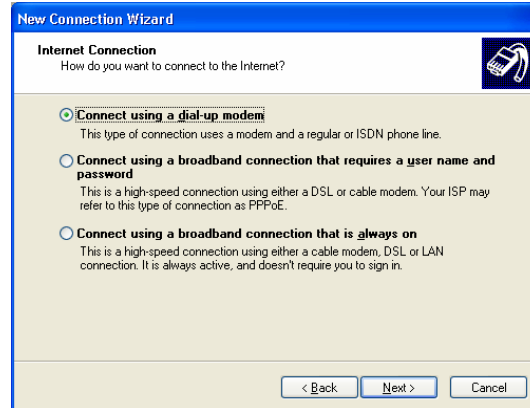 New Connection Wizard
Internet Connection
How do you want to connect to the Internet?
Connect using a dial-up modem
This type of connection uses a modem and a regular or ISDN phone line.
Connect using a broadband connection that requires a user name and
password
This is a high-speed connection using either a DSL or cable modem. Your ISP may
refer to this type of connection as PPPoE.
Connect using a broadband connection that is always on
This is a high-speed connection using either a cable modem, DSL or LAN
connection. It is always active, and doesn't require you to sign in.
< Back Next > Cancel